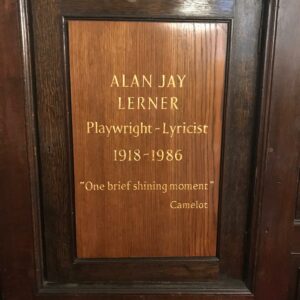 ALAN JAY
LERNER
Playwright-Lyricist
1918-1986
"One brief shining moment"
Camelot